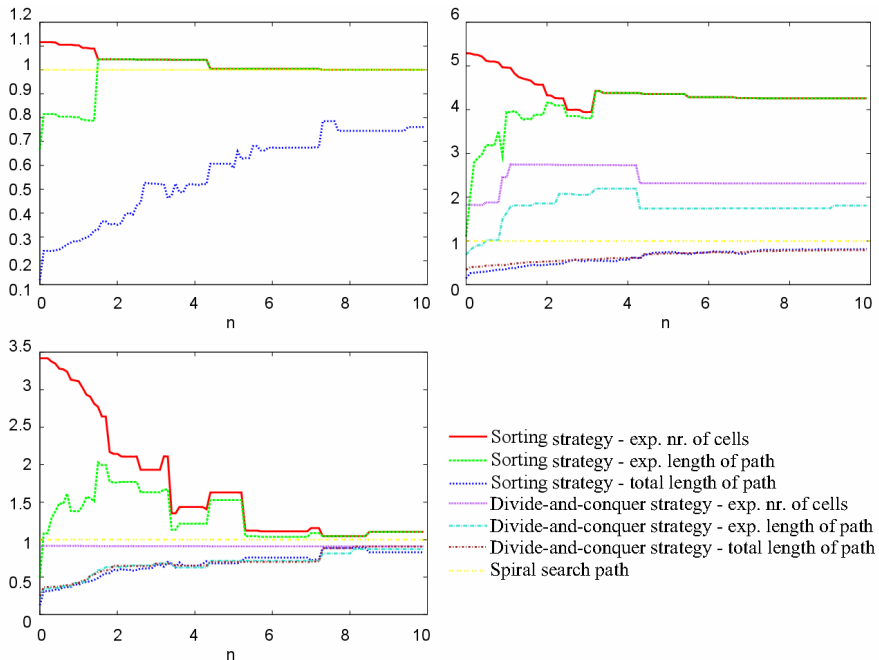 1.2
1.1
1
0.9
0.8
0.7
0.6
0.5
0.4
0.3
0.2
0.1
0 2 4 6 8 10
n
6
5
4
3
2
1
0
0 2 4 6 8 10
n
3.5
3
2.5
2
1.5
1
0.5
0
0 2 4 6 8 10
n
Sorting strategy - exp. nr. of cells
Sorting strategy - exp. length of path
Sorting strategy - total length of path
Divide-and-conquer strategy - exp. nr. of cells
Divide-and-conquer strategy - exp. length of path
Divide-and-conquer strategy - total length of path
Spiral search path